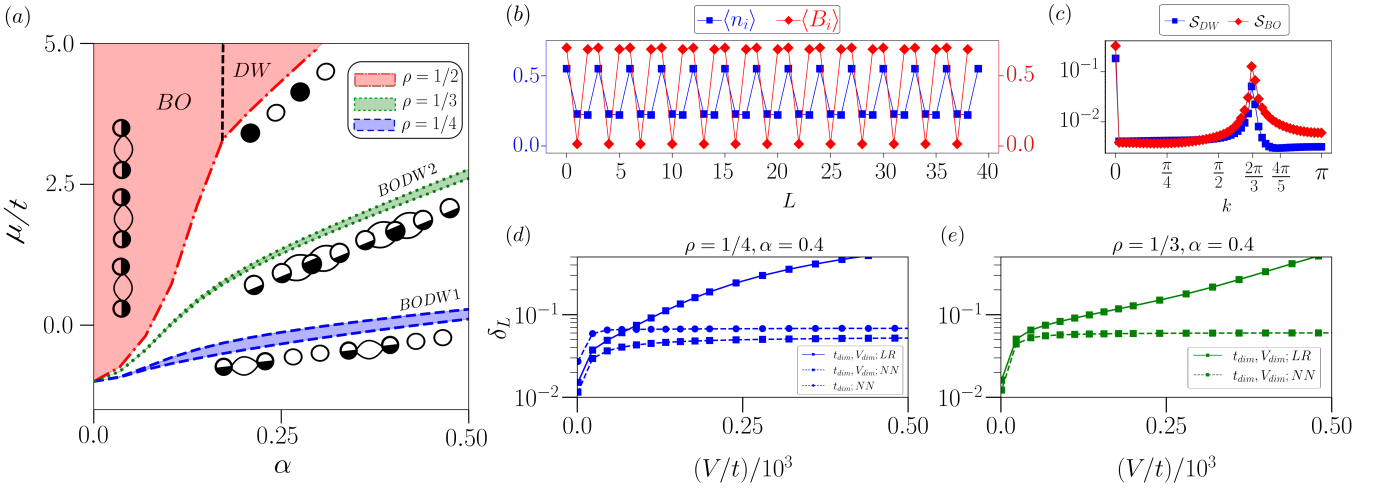 (a)
5.0
2.5
0.0
μ/t
0.0
0.25
0.50
α
BO
DW
ρ = 1/2
ρ = 1/3
ρ = 1/4
BODW2
BODW1
(b)
⟨n_i⟩
⟨B_i⟩
0.5
0.0
0.5
0.0
0 5 10 15 20 25 30 35 40
L
(c)
S_DW
S_BO
10^{-1}
10^{-2}
0 π/4 π/2 2π/3 4π/5 π
k
(d)
ρ = 1/4, α = 0.4
δ_L
10^{-1}
10^{-2}
t_dim, V_dim; LR
t_dim, V_dim; NN
t_dim; NN
0.0 0.25 0.50
(V/t)/10^3
(e)
ρ = 1/3, α = 0.4
10^{-1}
10^{-2}
t_dim, V_dim; LR
t_dim, V_dim; NN
0.0 0.25 0.50
(V/t)/10^3